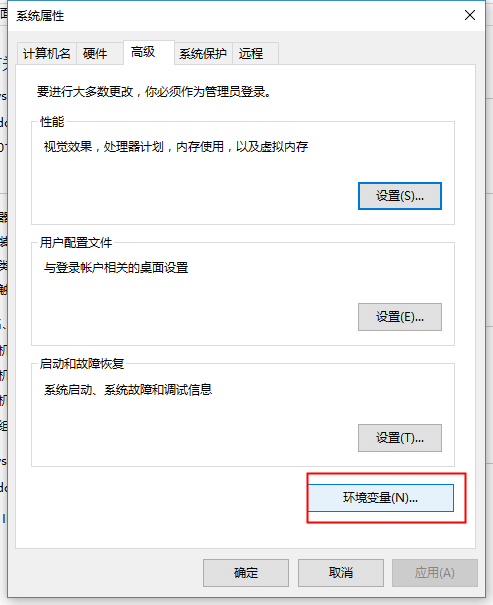 系统属性
计算机名
硬件
高级
系统保护
远程
要进行大多数更改，你必须作为管理员登录。
性能
视觉效果，处理器计划，内存使用，以及虚拟内存
设置(S)...
用户配置文件
与登录帐户相关的桌面设置
设置(E)...
启动和故障恢复
系统启动、系统故障和调试信息
设置(T)...
环境变量(N)...
确定
取消
应用(A)